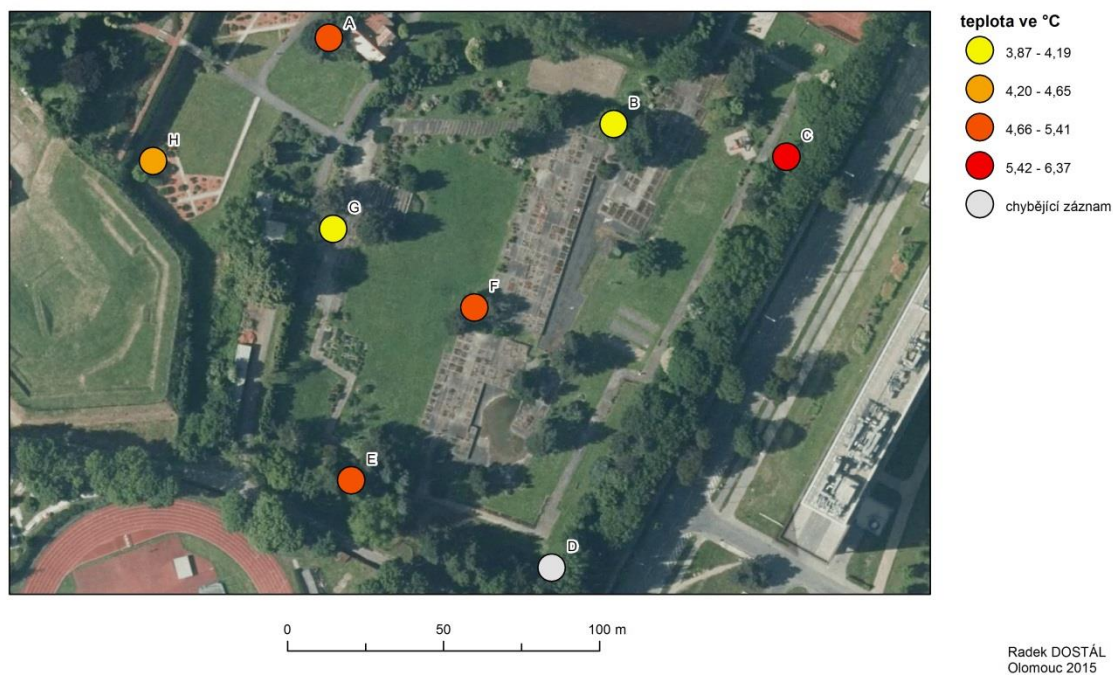 teplota ve °C
3,87 - 4,19
4,20 - 4,65
4,66 - 5,41
5,42 - 6,37
chybějící záznam
A
B
C
H
G
F
E
D
0 50 100 m
Radek DOSTÁL
Olomouc 2015